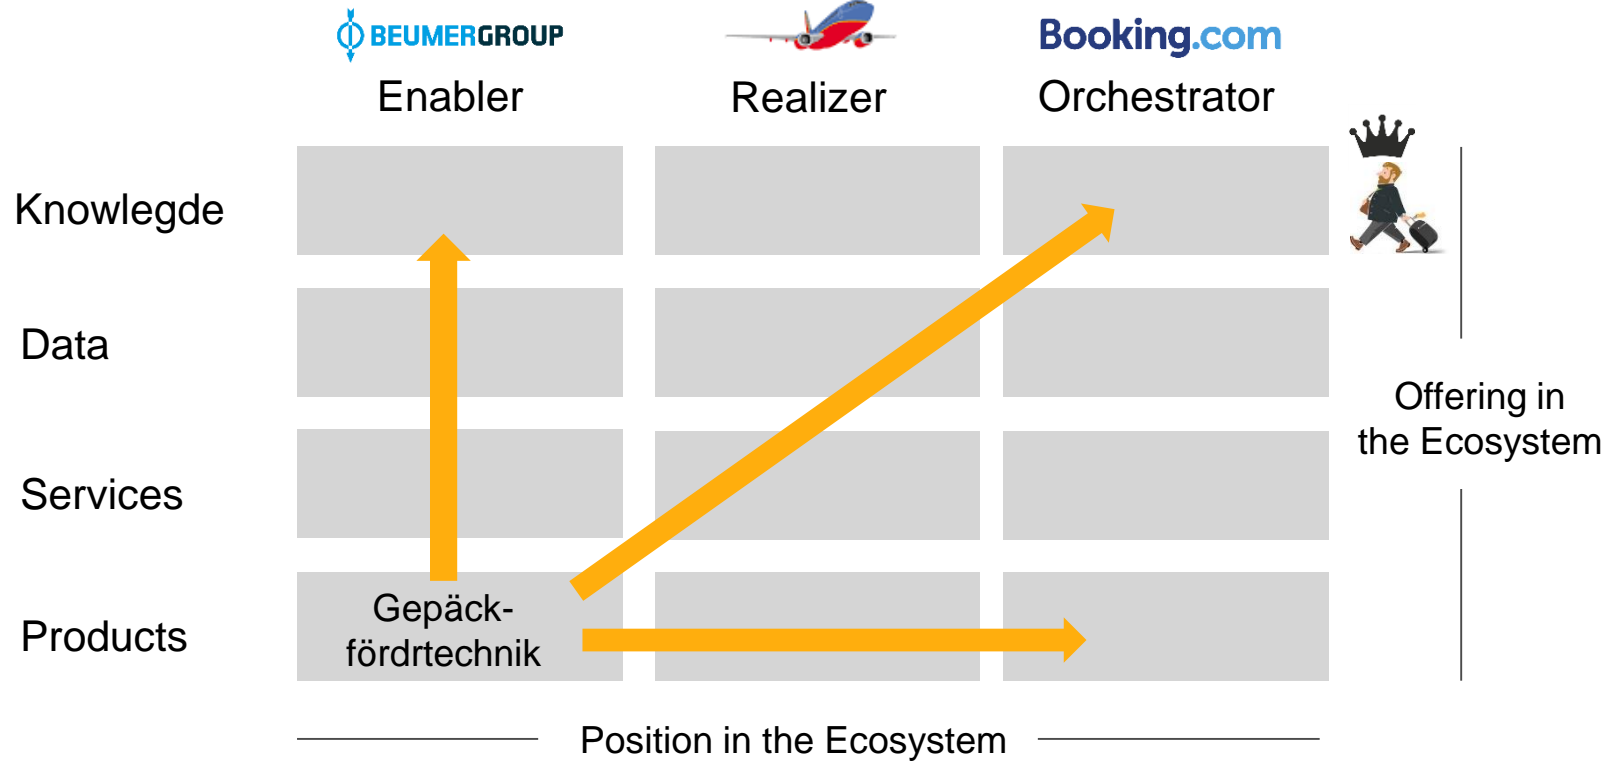 BEUMERGROUP
Booking.com
Enabler
Realizer
Orchestrator
Knowlegde
Data
Offering in
the Ecosystem
Services
Gepäck-
fördrtechnik
Products
Position in the Ecosystem